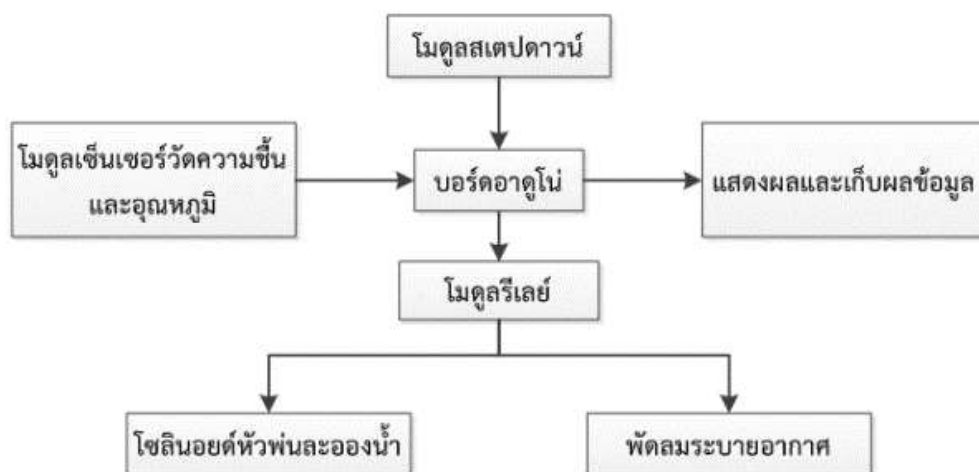 โมดูลสเตปดาวน์
โมดูลเซ็นเซอร์วัดความชื้น
และอุณหภูมิ
บอร์ดอาดูโน่
แสดงผลและเก็บผลข้อมูล
โมดูลรีเลย์
โซลินอยด์หัวพ่นละอองน้ำ
พัดลมระบายอากาศ